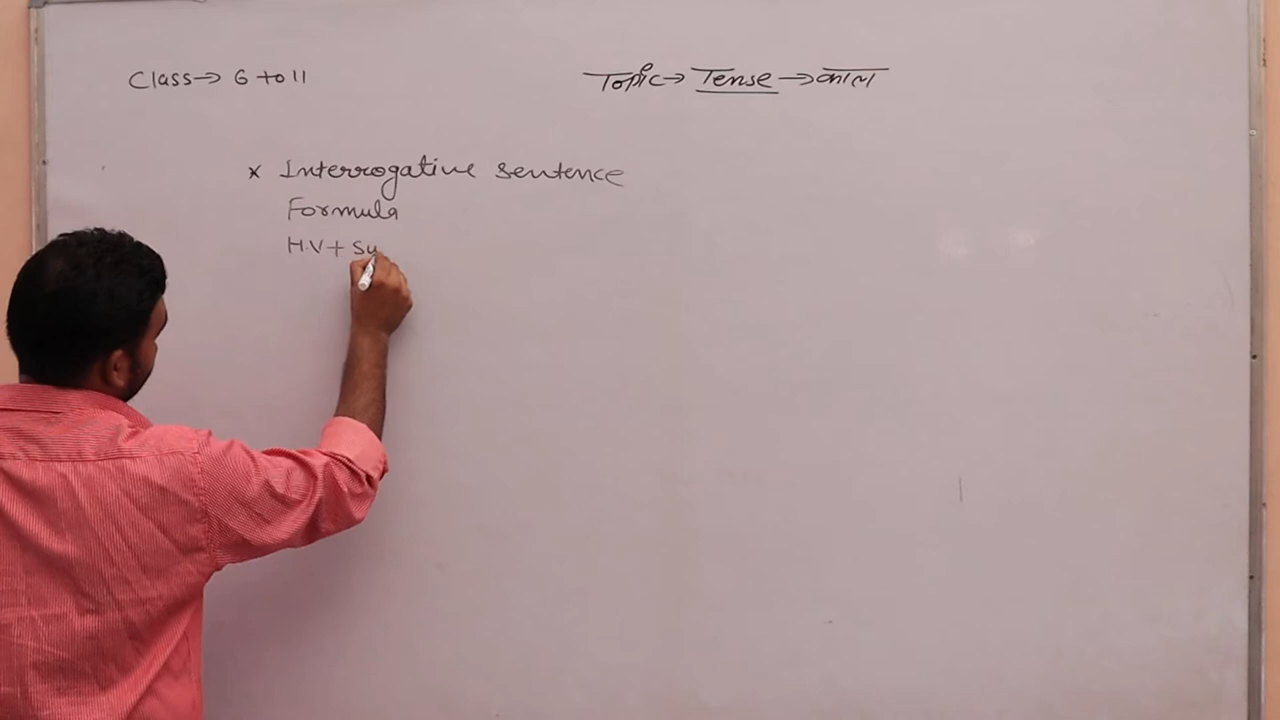 Class→ 6 to 11
Topic→ Tense →काल
× Interrogative sentence
Formula
H.V + Su